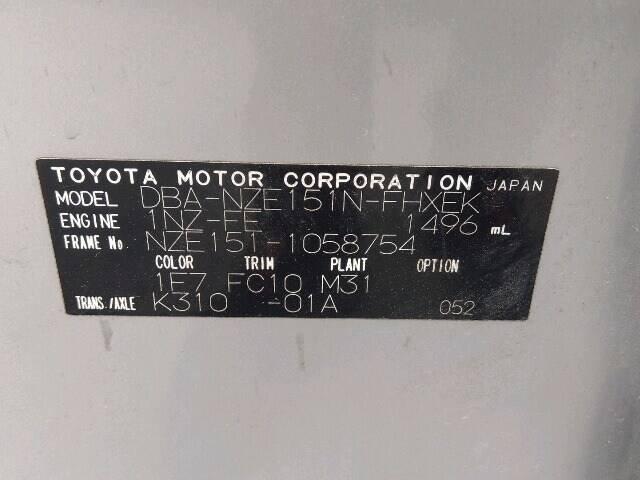 TOYOTA MOTOR CORPORATION JAPAN
MODEL DBA-NZE151N-FHXEK
ENGINE 1NZ-FE 1496 mL
FRAME No. NZE151-1058754
COLOR TRIM PLANT OPTION
1E7 FC10 M31
TRANS./AXLE K310 -01A 052